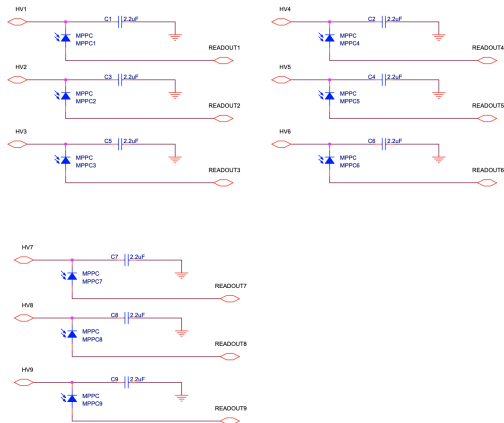 HV1
C1 2.2uF
MPPC
MPPC1
READOUT1
HV2
C3 2.2uF
MPPC
MPPC2
READOUT2
HV3
C5 2.2uF
MPPC
MPPC3
READOUT3
HV4
C2 2.2uF
MPPC
MPPC4
READOUT4
HV5
C4 2.2uF
MPPC
MPPC5
READOUT5
HV6
C6 2.2uF
MPPC
MPPC6
READOUT6
HV7
C7 2.2uF
MPPC
MPPC7
READOUT7
HV8
C8 2.2uF
MPPC
MPPC8
READOUT8
HV9
C9 2.2uF
MPPC
MPPC9
READOUT9